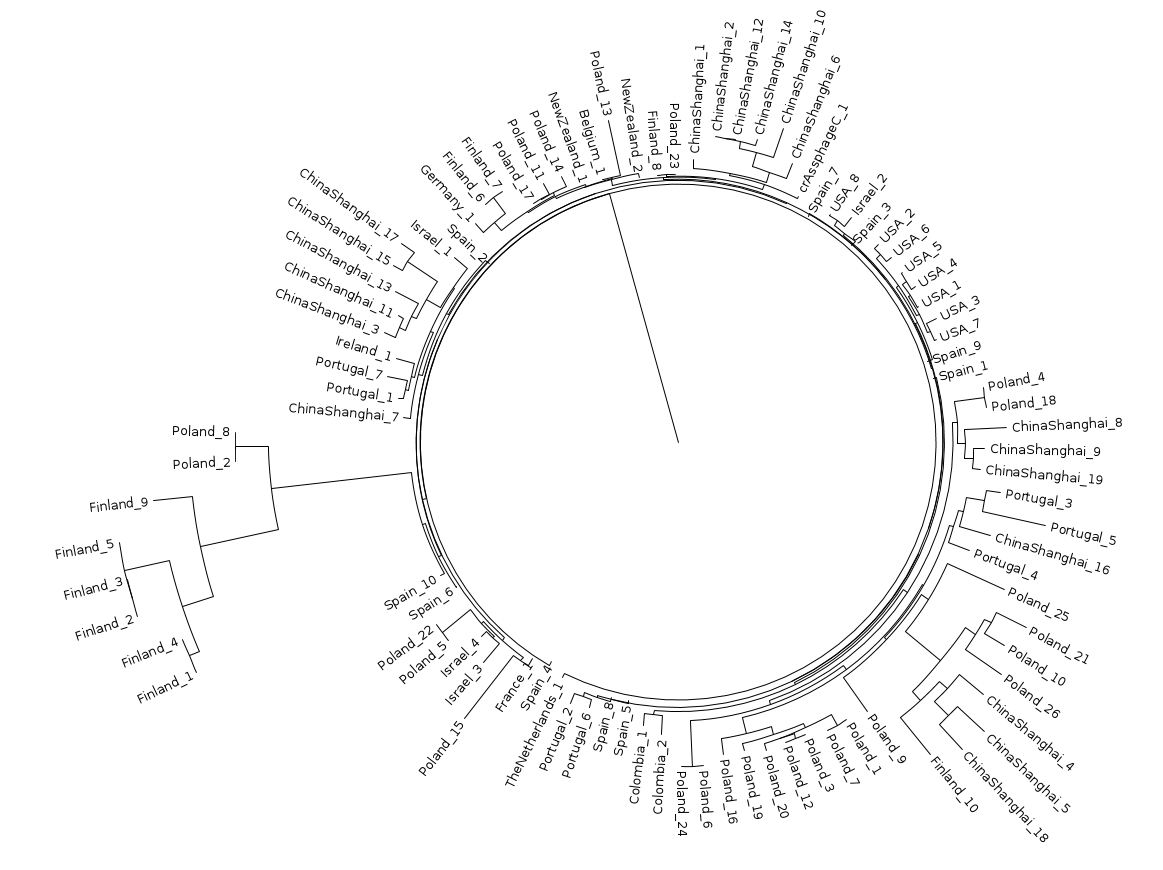 Poland_23
ChinaShanghai_1
ChinaShanghai_2
ChinaShanghai_12
ChinaShanghai_14
ChinaShanghai_10
ChinaShanghai_6
crAssphageC_1
Spain_7
USA_8
Israel_2
Spain_3
USA_2
USA_6
USA_5
USA_4
USA_1
USA_3
USA_7
Spain_9
Spain_1
Poland_4
Poland_18
ChinaShanghai_8
ChinaShanghai_9
ChinaShanghai_19
Portugal_3
Portugal_5
ChinaShanghai_16
Portugal_4
Poland_25
Poland_21
Poland_10
Poland_26
ChinaShanghai_4
ChinaShanghai_5
ChinaShanghai_18
Finland_10
Poland_9
Poland_1
Poland_7
Poland_3
Poland_12
Poland_20
Poland_19
Poland_16
Poland_6
Poland_24
Colombia_2
Colombia_1
Spain_5
Spain_8
Portugal_6
Portugal_2
TheNetherlands_1
Spain_4
France_1
Poland_15
Israel_3
Israel_4
Poland_5
Poland_22
Spain_6
Spain_10
Finland_1
Finland_4
Finland_2
Finland_3
Finland_5
Finland_9
Poland_2
Poland_8
ChinaShanghai_7
Portugal_1
Portugal_7
Ireland_1
ChinaShanghai_3
ChinaShanghai_11
ChinaShanghai_13
ChinaShanghai_15
ChinaShanghai_17
Israel_1
Spain_2
Germany_1
Finland_6
Finland_7
Poland_17
Poland_11
Poland_14
NewZealand_1
Belgium_1
Poland_13
NewZealand_2
Finland_8